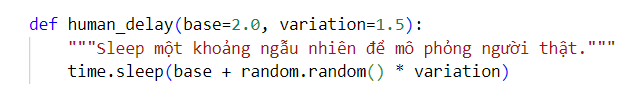 def human_delay(base=2.0, variation=1.5):
    """Sleep một khoảng ngẫu nhiên để mô phỏng người thật."""
    time.sleep(base + random.random() * variation)